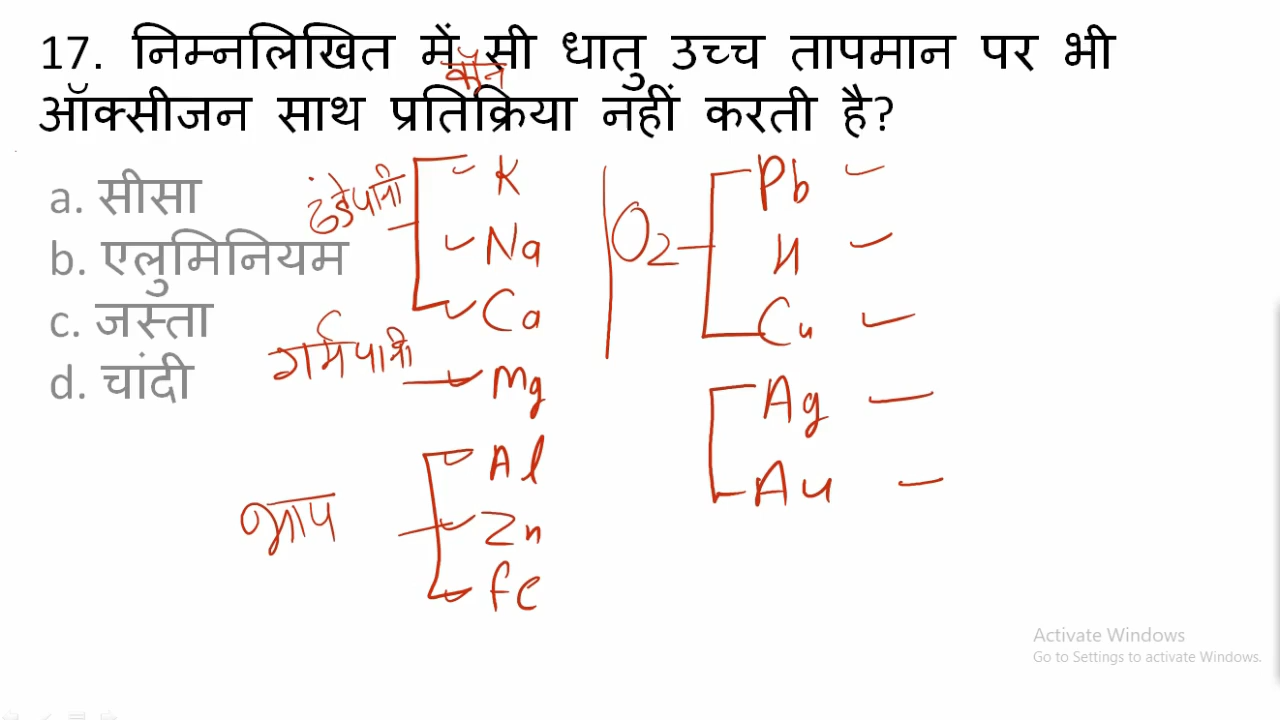 17. निम्नलिखित में सी धातु उच्च तापमान पर भी
कौन
ऑक्सीजन साथ प्रतिक्रिया नहीं करती है?
a. सीसा
b. एलुमिनियम
c. जस्ता
d. चांदी
ठंडे पानी
K
Na
Ca
गर्म पानी
Mg
भाप
Al
Zn
Fe
O2
Pb
H
Cu
Ag
Au
Activate Windows
Go to Settings to activate Windows.